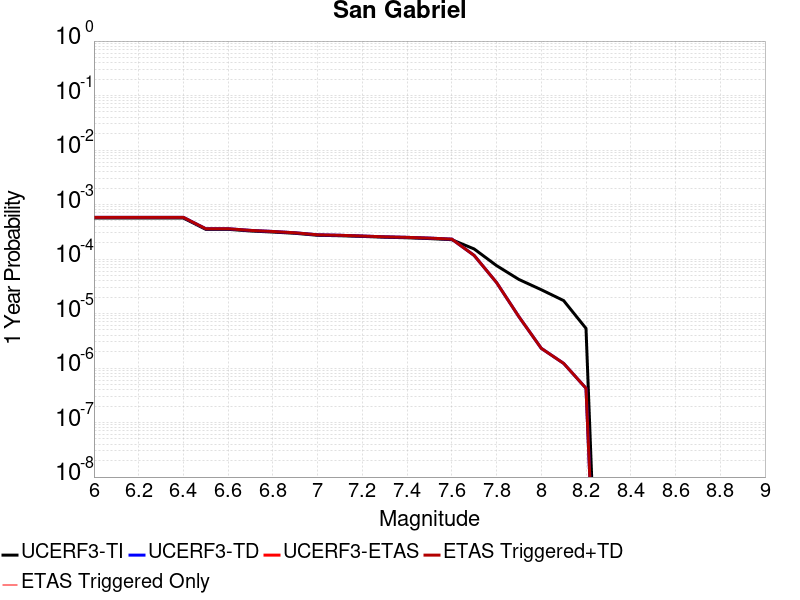 San Gabriel
10^0
10^-1
10^-2
10^-3
10^-4
10^-5
10^-6
10^-7
10^-8
1 Year Probability
6 6.2 6.4 6.6 6.8 7 7.2 7.4 7.6 7.8 8 8.2 8.4 8.6 8.8 9
Magnitude
UCERF3-TI UCERF3-TD UCERF3-ETAS ETAS Triggered+TD
ETAS Triggered Only